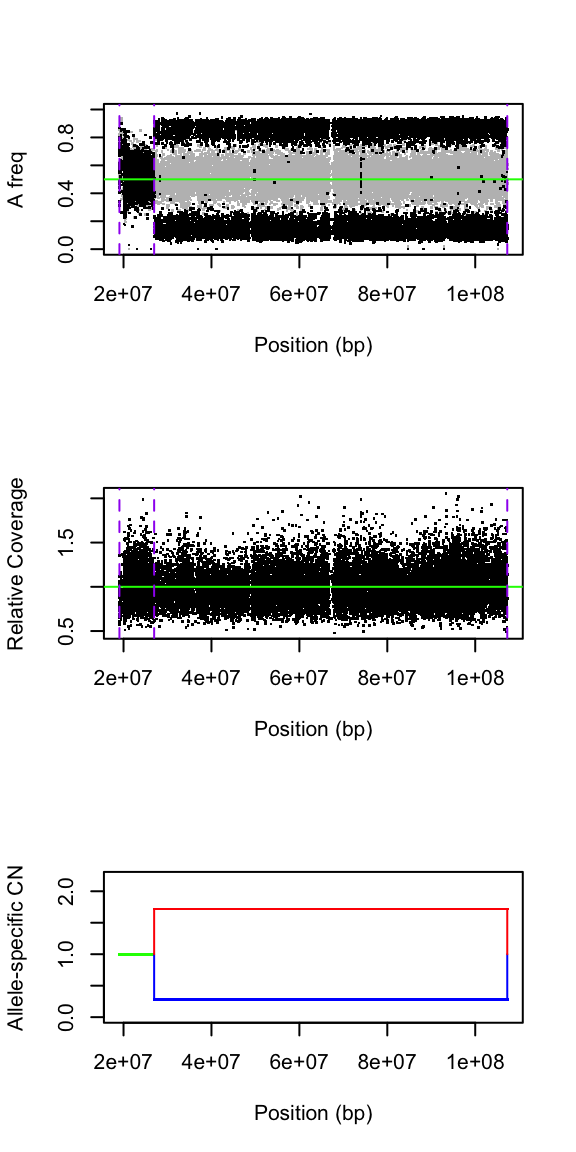 A freq
0.0 0.4 0.8
2e+07 4e+07 6e+07 8e+07 1e+08
Position (bp)
Relative Coverage
0.5 1.5
2e+07 4e+07 6e+07 8e+07 1e+08
Position (bp)
Allele-specific CN
0.0 1.0 2.0
2e+07 4e+07 6e+07 8e+07 1e+08
Position (bp)